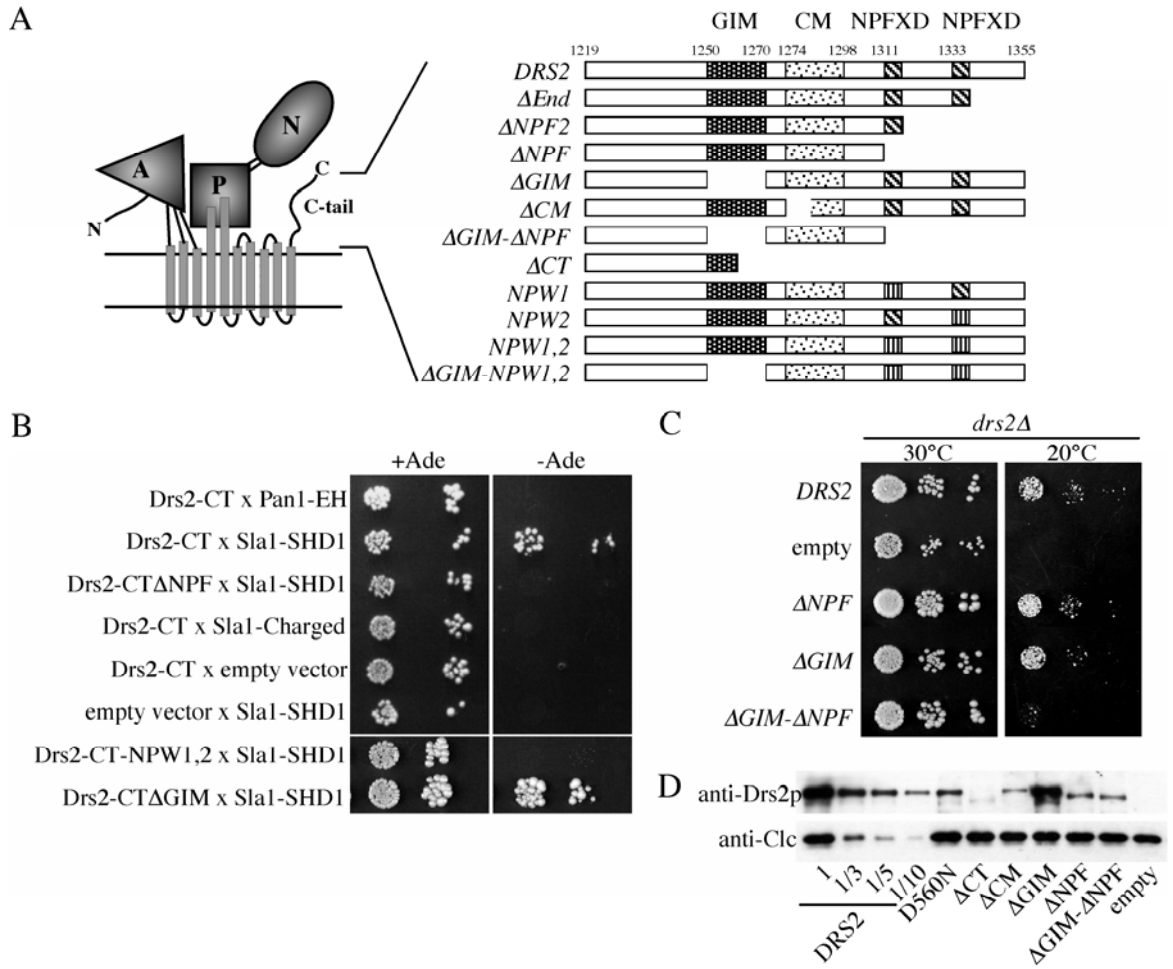 A
GIM CM NPFXD NPFXD
1219 1250 1270 1274 1298 1311 1333 1355
DRS2
ΔEnd
ΔNPF2
ΔNPF
ΔGIM
ΔCM
ΔGIM-ΔNPF
ΔCT
NPW1
NPW2
NPW1,2
ΔGIM-NPW1,2
A
P
N
C
C-tail
N
B
+Ade -Ade
Drs2-CT x Pan1-EH
Drs2-CT x Sla1-SHD1
Drs2-CTΔNPF x Sla1-SHD1
Drs2-CT x Sla1-Charged
Drs2-CT x empty vector
empty vector x Sla1-SHD1
Drs2-CT-NPW1,2 x Sla1-SHD1
Drs2-CTΔGIM x Sla1-SHD1
C
drs2Δ
30°C 20°C
DRS2
empty
ΔNPF
ΔGIM
ΔGIM-ΔNPF
D
anti-Drs2p
anti-Clc
1 1/3 1/5 1/10 D560N ΔCT ΔCM ΔGIM ΔNPF ΔGIM-ΔNPF empty
DRS2